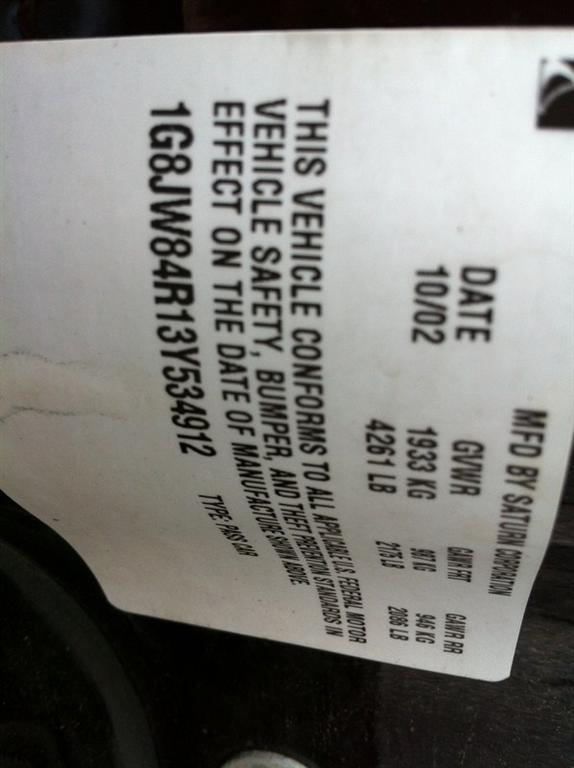 MFD BY SATURN CORPORATION
DATE GVWR GAWR FRT GAWR RR
10/02 1933 KG 987 KG 946 KG
4261 LB 2175 LB 2086 LB
THIS VEHICLE CONFORMS TO ALL APPLICABLE U.S. FEDERAL MOTOR
VEHICLE SAFETY, BUMPER, AND THEFT PREVENTION STANDARDS IN
EFFECT ON THE DATE OF MANUFACTURE SHOWN ABOVE.
1G8JW84R13Y534912 TYPE: PASS CAR